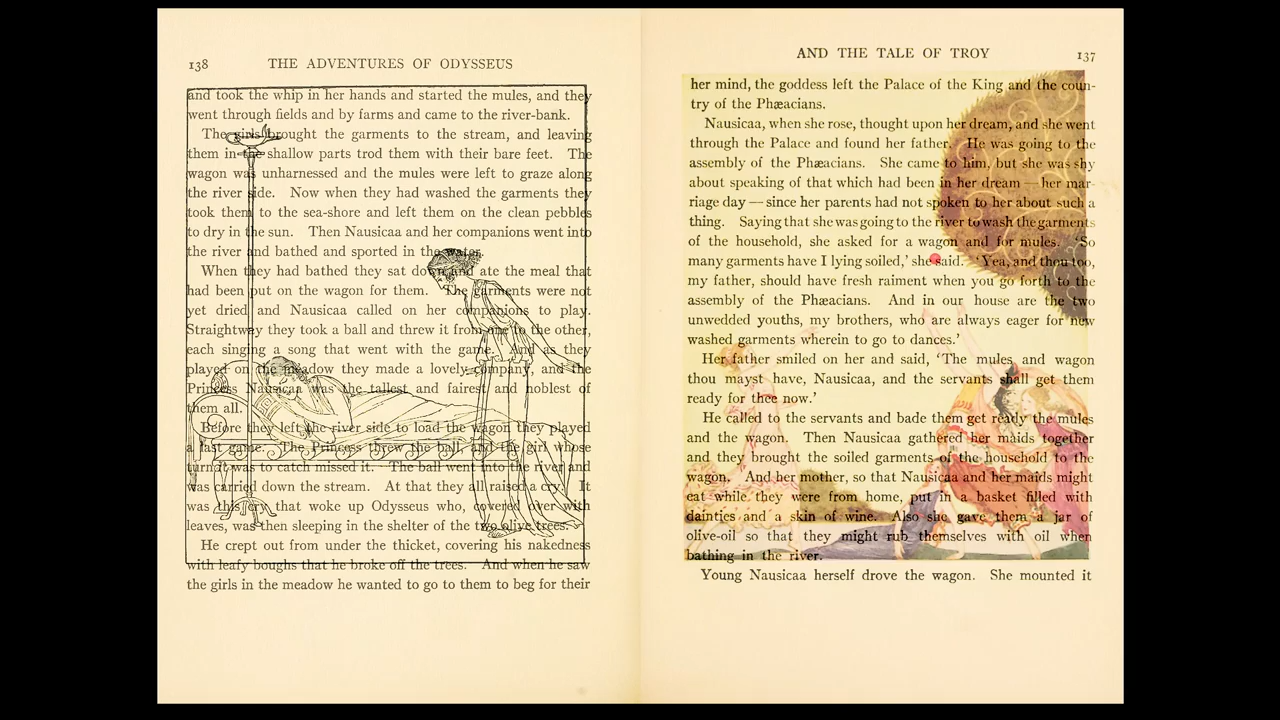 138 THE ADVENTURES OF ODYSSEUS
and took the whip in her hands and started the mules, and they
went through fields and by farms and came to the river-bank.
The girls brought the garments to the stream, and leaving
them in the shallow parts trod them with their bare feet. The
wagon was unharnessed and the mules were left to graze along
the river side. Now when they had washed the garments they
took them to the sea-shore and left them on the clean pebbles
to dry in the sun. Then Nausicaa and her companions went into
the river and bathed and sported in the water.
When they had bathed they sat down and ate the meal that
had been put on the wagon for them. The garments were not
yet dried and Nausicaa called on her companions to play.
Straightway they took a ball and threw it from one to the other,
each singing a song that went with the game. And as they
played on the meadow they made a lovely company, and the
Princess Nausicaa was the tallest and fairest and noblest of
them all.
Before they left the river side to load the wagon they played
a last game. The Princess threw the ball, and the girl whose
turn it was to catch missed it. The ball went into the river and
was carried down the stream. At that they all raised a cry. It
was this cry that woke up Odysseus who, covered over with
leaves, was then sleeping in the shelter of the two olive trees.
He crept out from under the thicket, covering his nakedness
with leafy boughs that he broke off the trees. And when he saw
the girls in the meadow he wanted to go to them to beg for their
AND THE TALE OF TROY 137
her mind, the goddess left the Palace of the King and the coun-
try of the Phæacians.
Nausicaa, when she rose, thought upon her dream, and she went
through the Palace and found her father. He was going to the
assembly of the Phæacians. She came to him, but she was shy
about speaking of that which had been in her dream — her mar-
riage day — since her parents had not spoken to her about such a
thing. Saying that she was going to the river to wash the garments
of the household, she asked for a wagon and for mules. ‘So
many garments have I lying soiled,’ she said. ‘Yea, and thou too,
my father, should have fresh raiment when you go forth to the
assembly of the Phæacians. And in our house are the two
unwedded youths, my brothers, who are always eager for new
washed garments wherein to go to dances.’
Her father smiled on her and said, ‘The mules and wagon
thou mayst have, Nausicaa, and the servants shall get them
ready for thee now.’
He called to the servants and bade them get ready the mules
and the wagon. Then Nausicaa gathered her maids together
and they brought the soiled garments of the household to the
wagon. And her mother, so that Nausicaa and her maids might
eat while they were from home, put in a basket filled with
dainties and a skin of wine. Also she gave them a jar of
olive-oil so that they might rub themselves with oil when
bathing in the river.
Young Nausicaa herself drove the wagon. She mounted it